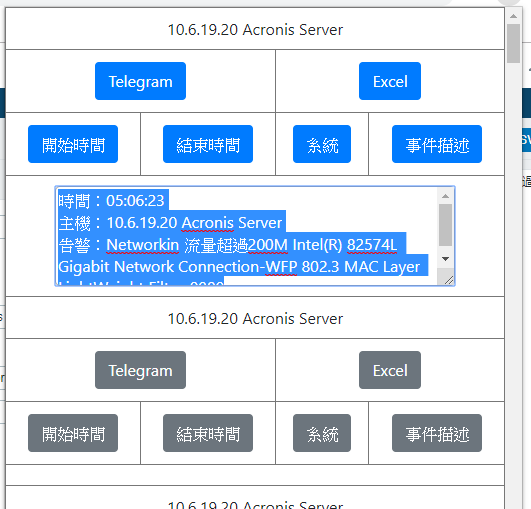 10.6.19.20 Acronis Server
Telegram Excel
開始時間 結束時間 系統 事件描述
時間：05:06:23
主機：10.6.19.20 Acronis Server
告警：Networkin 流量超過200M Intel(R) 82574L
Gigabit Network Connection-WFP 802.3 MAC Layer
LightWeight Filter-0000
10.6.19.20 Acronis Server
Telegram Excel
開始時間 結束時間 系統 事件描述
10.6.19.20 Acronis Server